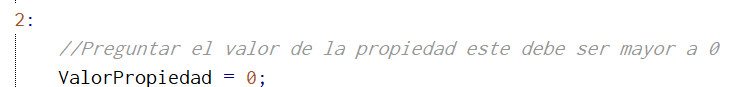 2:
//Preguntar el valor de la propiedad este debe ser mayor a 0
ValorPropiedad = 0;